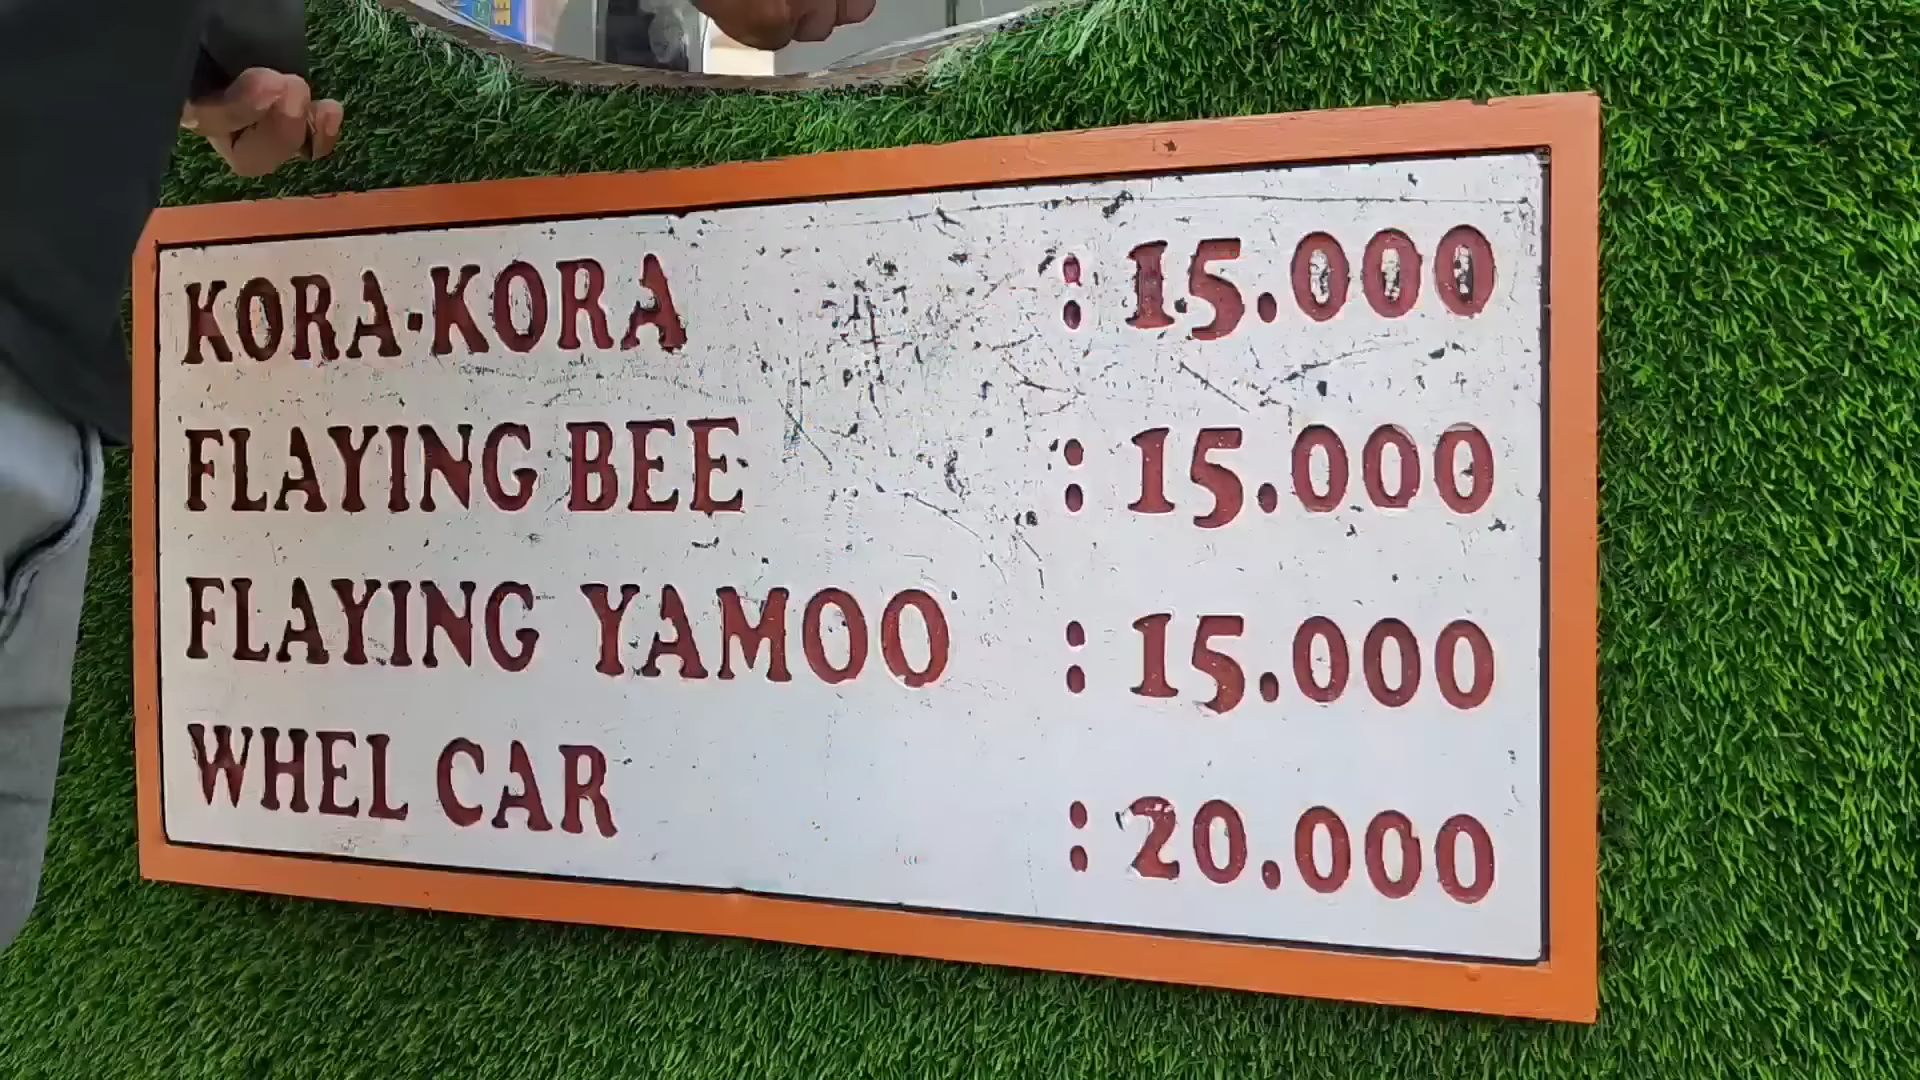 KORA-KORA : 15.000
FLAYING BEE : 15.000
FLAYING YAMOO : 15.000
WHEL CAR : 20.000